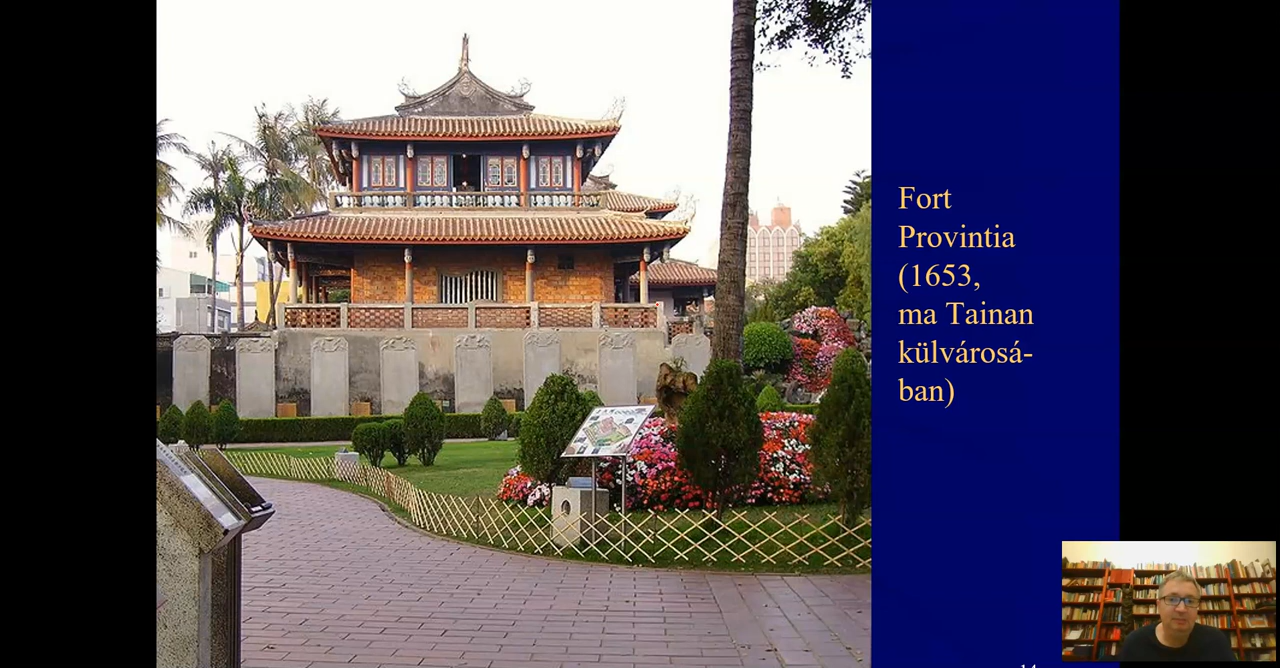 Fort
Provintia
(1653,
ma Tainan
külvárosá-
ban)